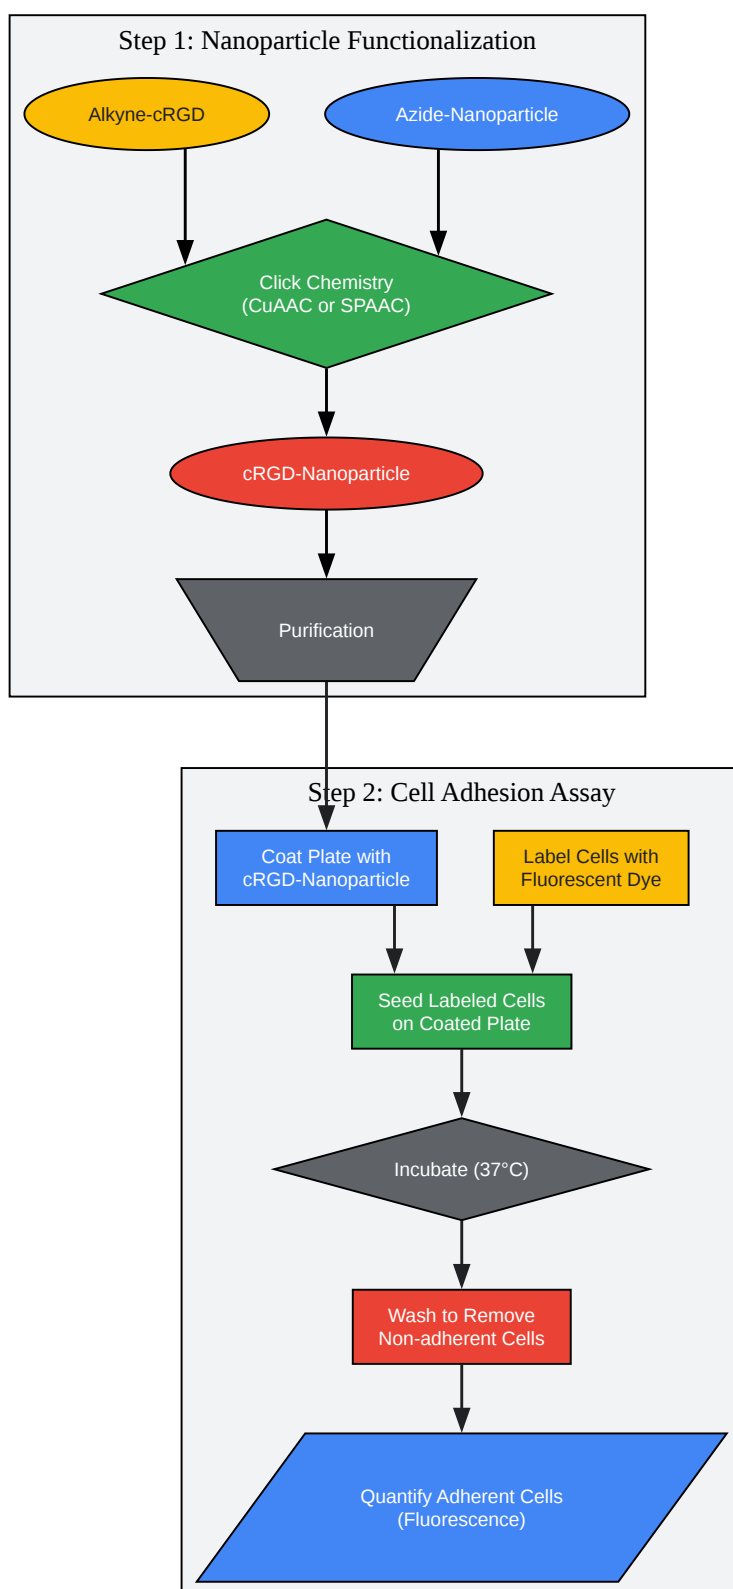 Step 1: Nanoparticle Functionalization
Alkyne-cRGD
Azide-Nanoparticle
Click Chemistry
(CuAAC or SPAAC)
cRGD-Nanoparticle
Purification
Step 2: Cell Adhesion Assay
Coat Plate with
cRGD-Nanoparticle
Label Cells with
Fluorescent Dye
Seed Labeled Cells
on Coated Plate
Incubate (37°C)
Wash to Remove
Non-adherent Cells
Quantify Adherent Cells
(Fluorescence)